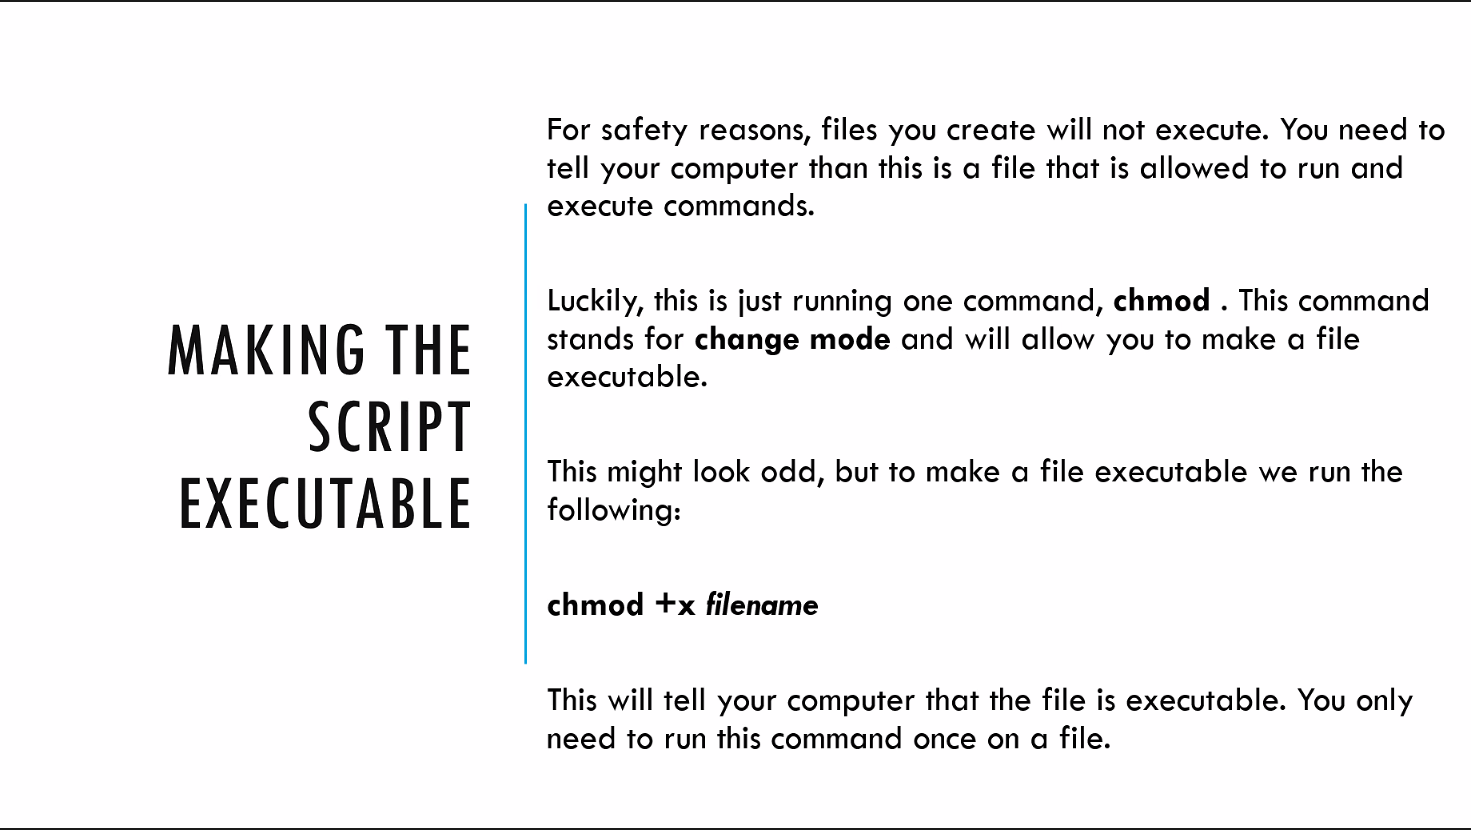 MAKING THE
SCRIPT
EXECUTABLE
For safety reasons, files you create will not execute. You need to
tell your computer than this is a file that is allowed to run and
execute commands.
Luckily, this is just running one command, chmod . This command
stands for change mode and will allow you to make a file
executable.
This might look odd, but to make a file executable we run the
following:
chmod +x filename
This will tell your computer that the file is executable. You only
need to run this command once on a file.